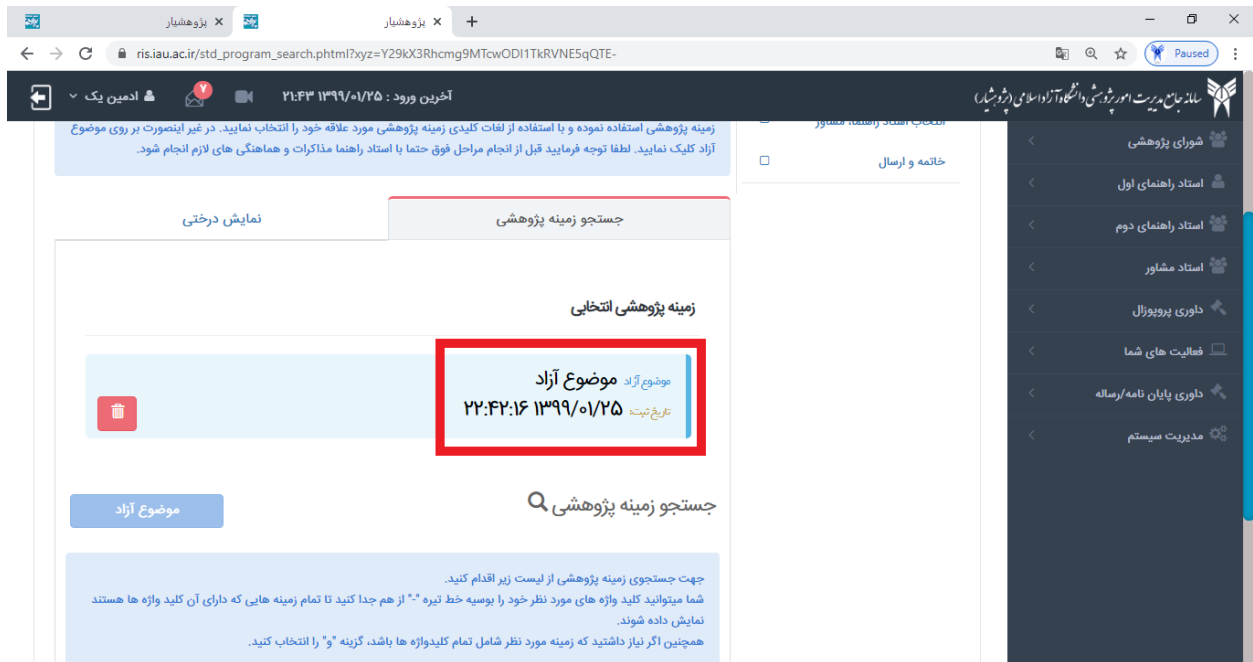 پژوهشیار
پژوهشیار
ris.iau.ac.ir/std_program_search.phtml?xyz=Y29kX3Rhcmg9MTcwODI1TkRVNE5qQTE-
Paused
سامانه جامع مدیریت امور پژوهشی دانشگاه آزاد اسلامی (پژوهشیار)
آخرین ورود : ۱۳۹۹/۰۱/۲۵ ۲۱:۴۳
۷
ادمین یک
شورای پژوهشی
استاد راهنمای اول
استاد راهنمای دوم
استاد مشاور
داوری پروپوزال
فعالیت های شما
داوری پایان نامه/رساله
مدیریت سیستم
انتخاب استاد راهنما، مشاور
خاتمه و ارسال
زمینه پژوهشی استفاده نموده و با استفاده از لغات کلیدی زمینه پژوهشی مورد علاقه خود را انتخاب نمایید. در غیر اینصورت بر روی موضوع
آزاد کلیک نمایید. لطفا توجه فرمایید قبل از انجام مراحل فوق حتما با استاد راهنما مذاکرات و هماهنگی های لازم انجام شود.
جستجو زمینه پژوهشی
نمایش درختی
زمینه پژوهشی انتخابی
موضوع آزاد موضوع آزاد
تاریخ ثبت: ۱۳۹۹/۰۱/۲۵ ۲۲:۴۲:۱۶
جستجو زمینه پژوهشی
موضوع آزاد
جهت جستجوی زمینه پژوهشی از لیست زیر اقدام کنید.
شما میتوانید کلید واژه های مورد نظر خود را بوسیه خط تیره "-" از هم جدا کنید تا تمام زمینه هایی که دارای آن کلید واژه ها هستند
نمایش داده شوند.
همچنین اگر نیاز داشتید که زمینه مورد نظر شامل تمام کلیدواژه ها باشد، گزینه "و" را انتخاب کنید.